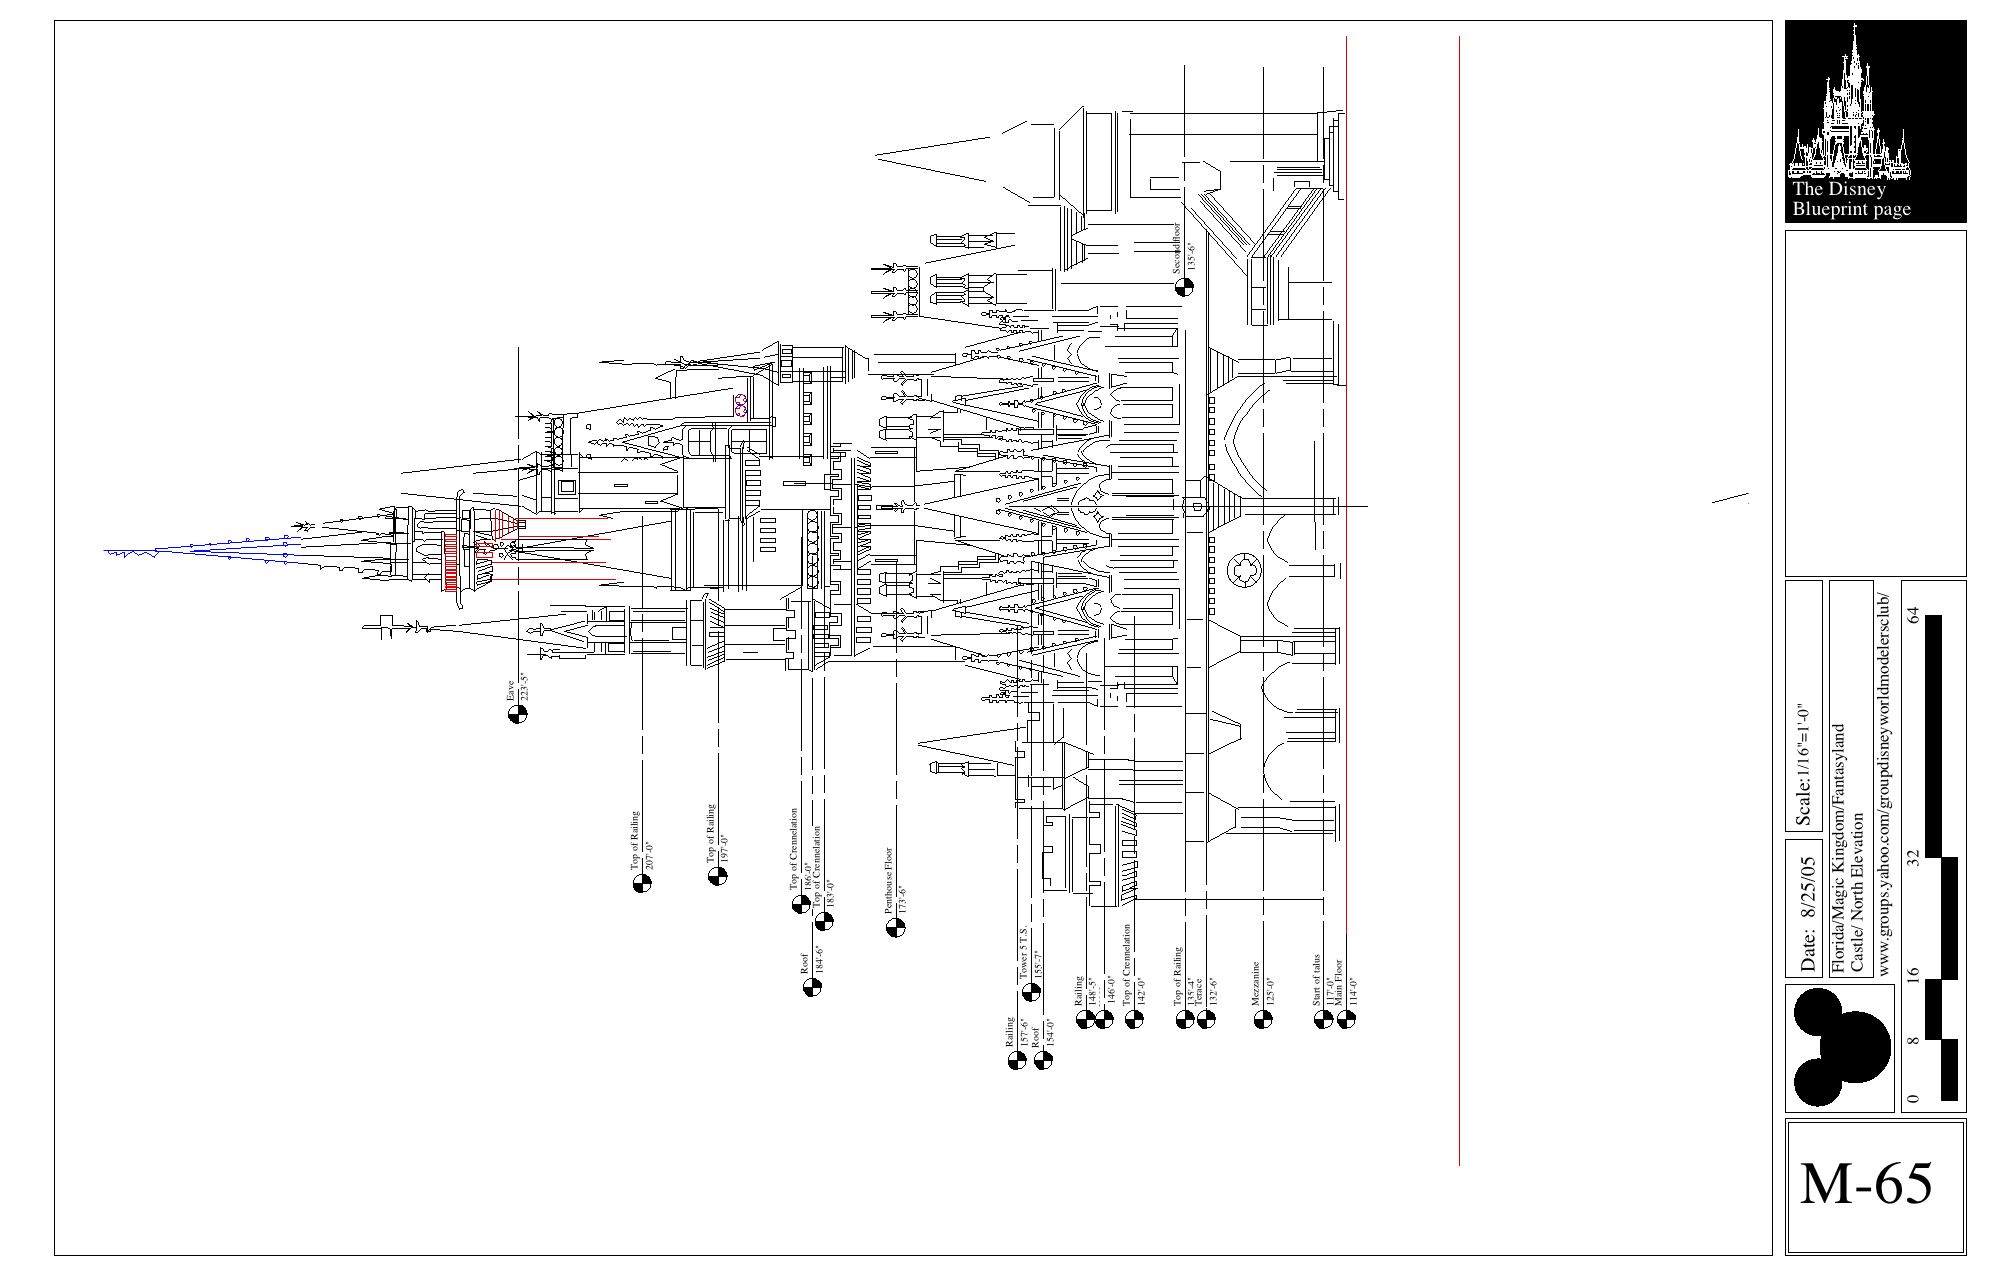 The Disney
Blueprint page
Second floor
135'-6"
Eave
223'-5"
Top of Railing
207'-0"
Top of Railing
197'-0"
Top of Crennelation
186'-0"
Top of Crennelation
183'-0"
Roof
184'-6"
Penthouse Floor
173'-6"
Tower 5 T.S.
155'-7"
Railing
157'-6"
Roof
154'-0"
Railing
148'-5"
146'-0"
Top of Crennelation
142'-0"
Top of Railing
135'-4"
Terace
132'-6"
Mezzanine
125'-0"
Start of talus
117'-0"
Main Floor
114'-0"
Date: 8/25/05
Scale:1/16"=1'-0"
Florida/Magic Kingdom/Fantasyland
Castle/ North Elevation
www.groups.yahoo.com/groupdisneyworldmodelersclub/
0 8 16 32 64
M-65